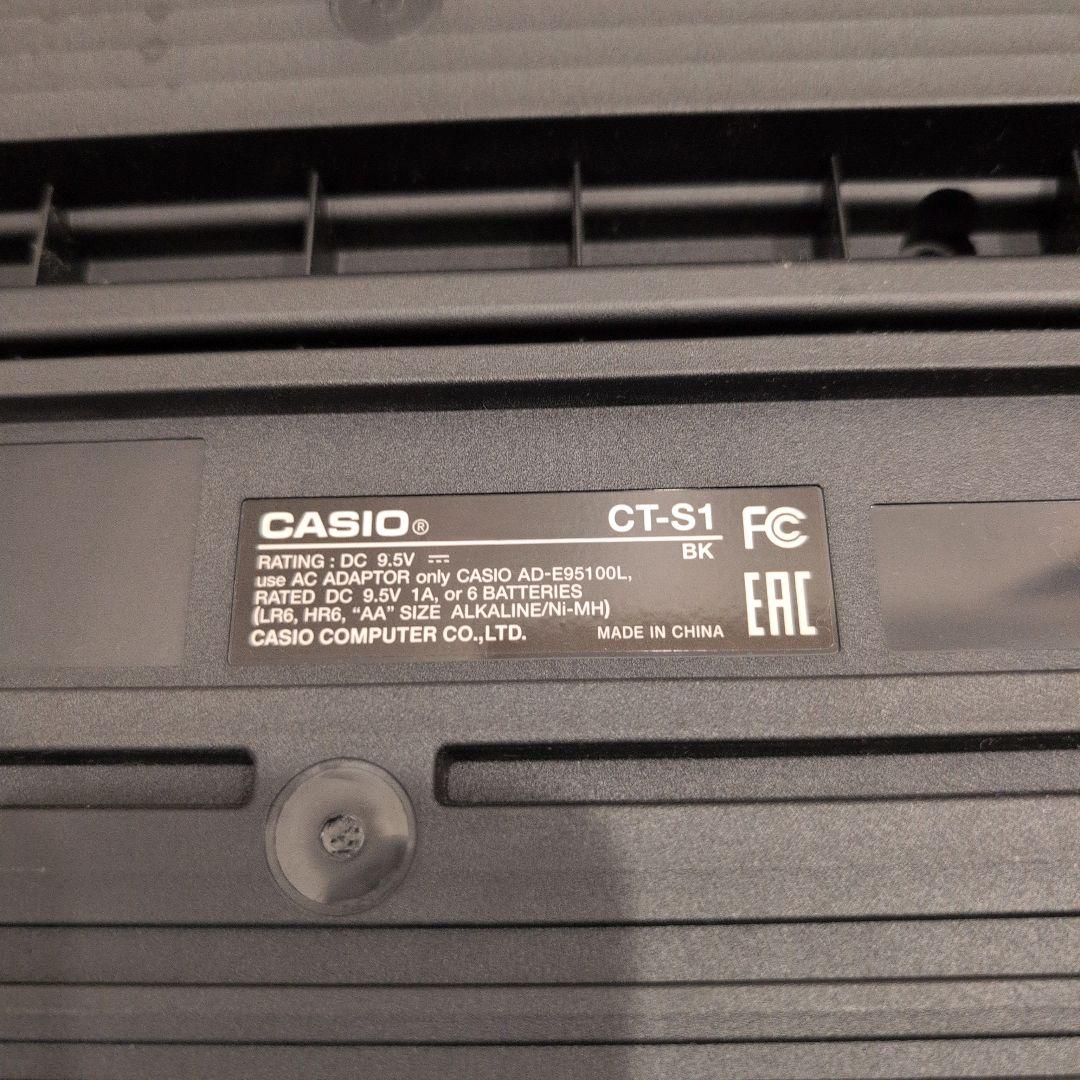 CASIO® CT-S1
BK
RATING : DC 9.5V ⎓
use AC ADAPTOR only CASIO AD-E95100L,
RATED DC 9.5V 1A, or 6 BATTERIES
(LR6, HR6, “AA” SIZE ALKALINE/Ni-MH)
CASIO COMPUTER CO.,LTD. MADE IN CHINA
FC
EAC